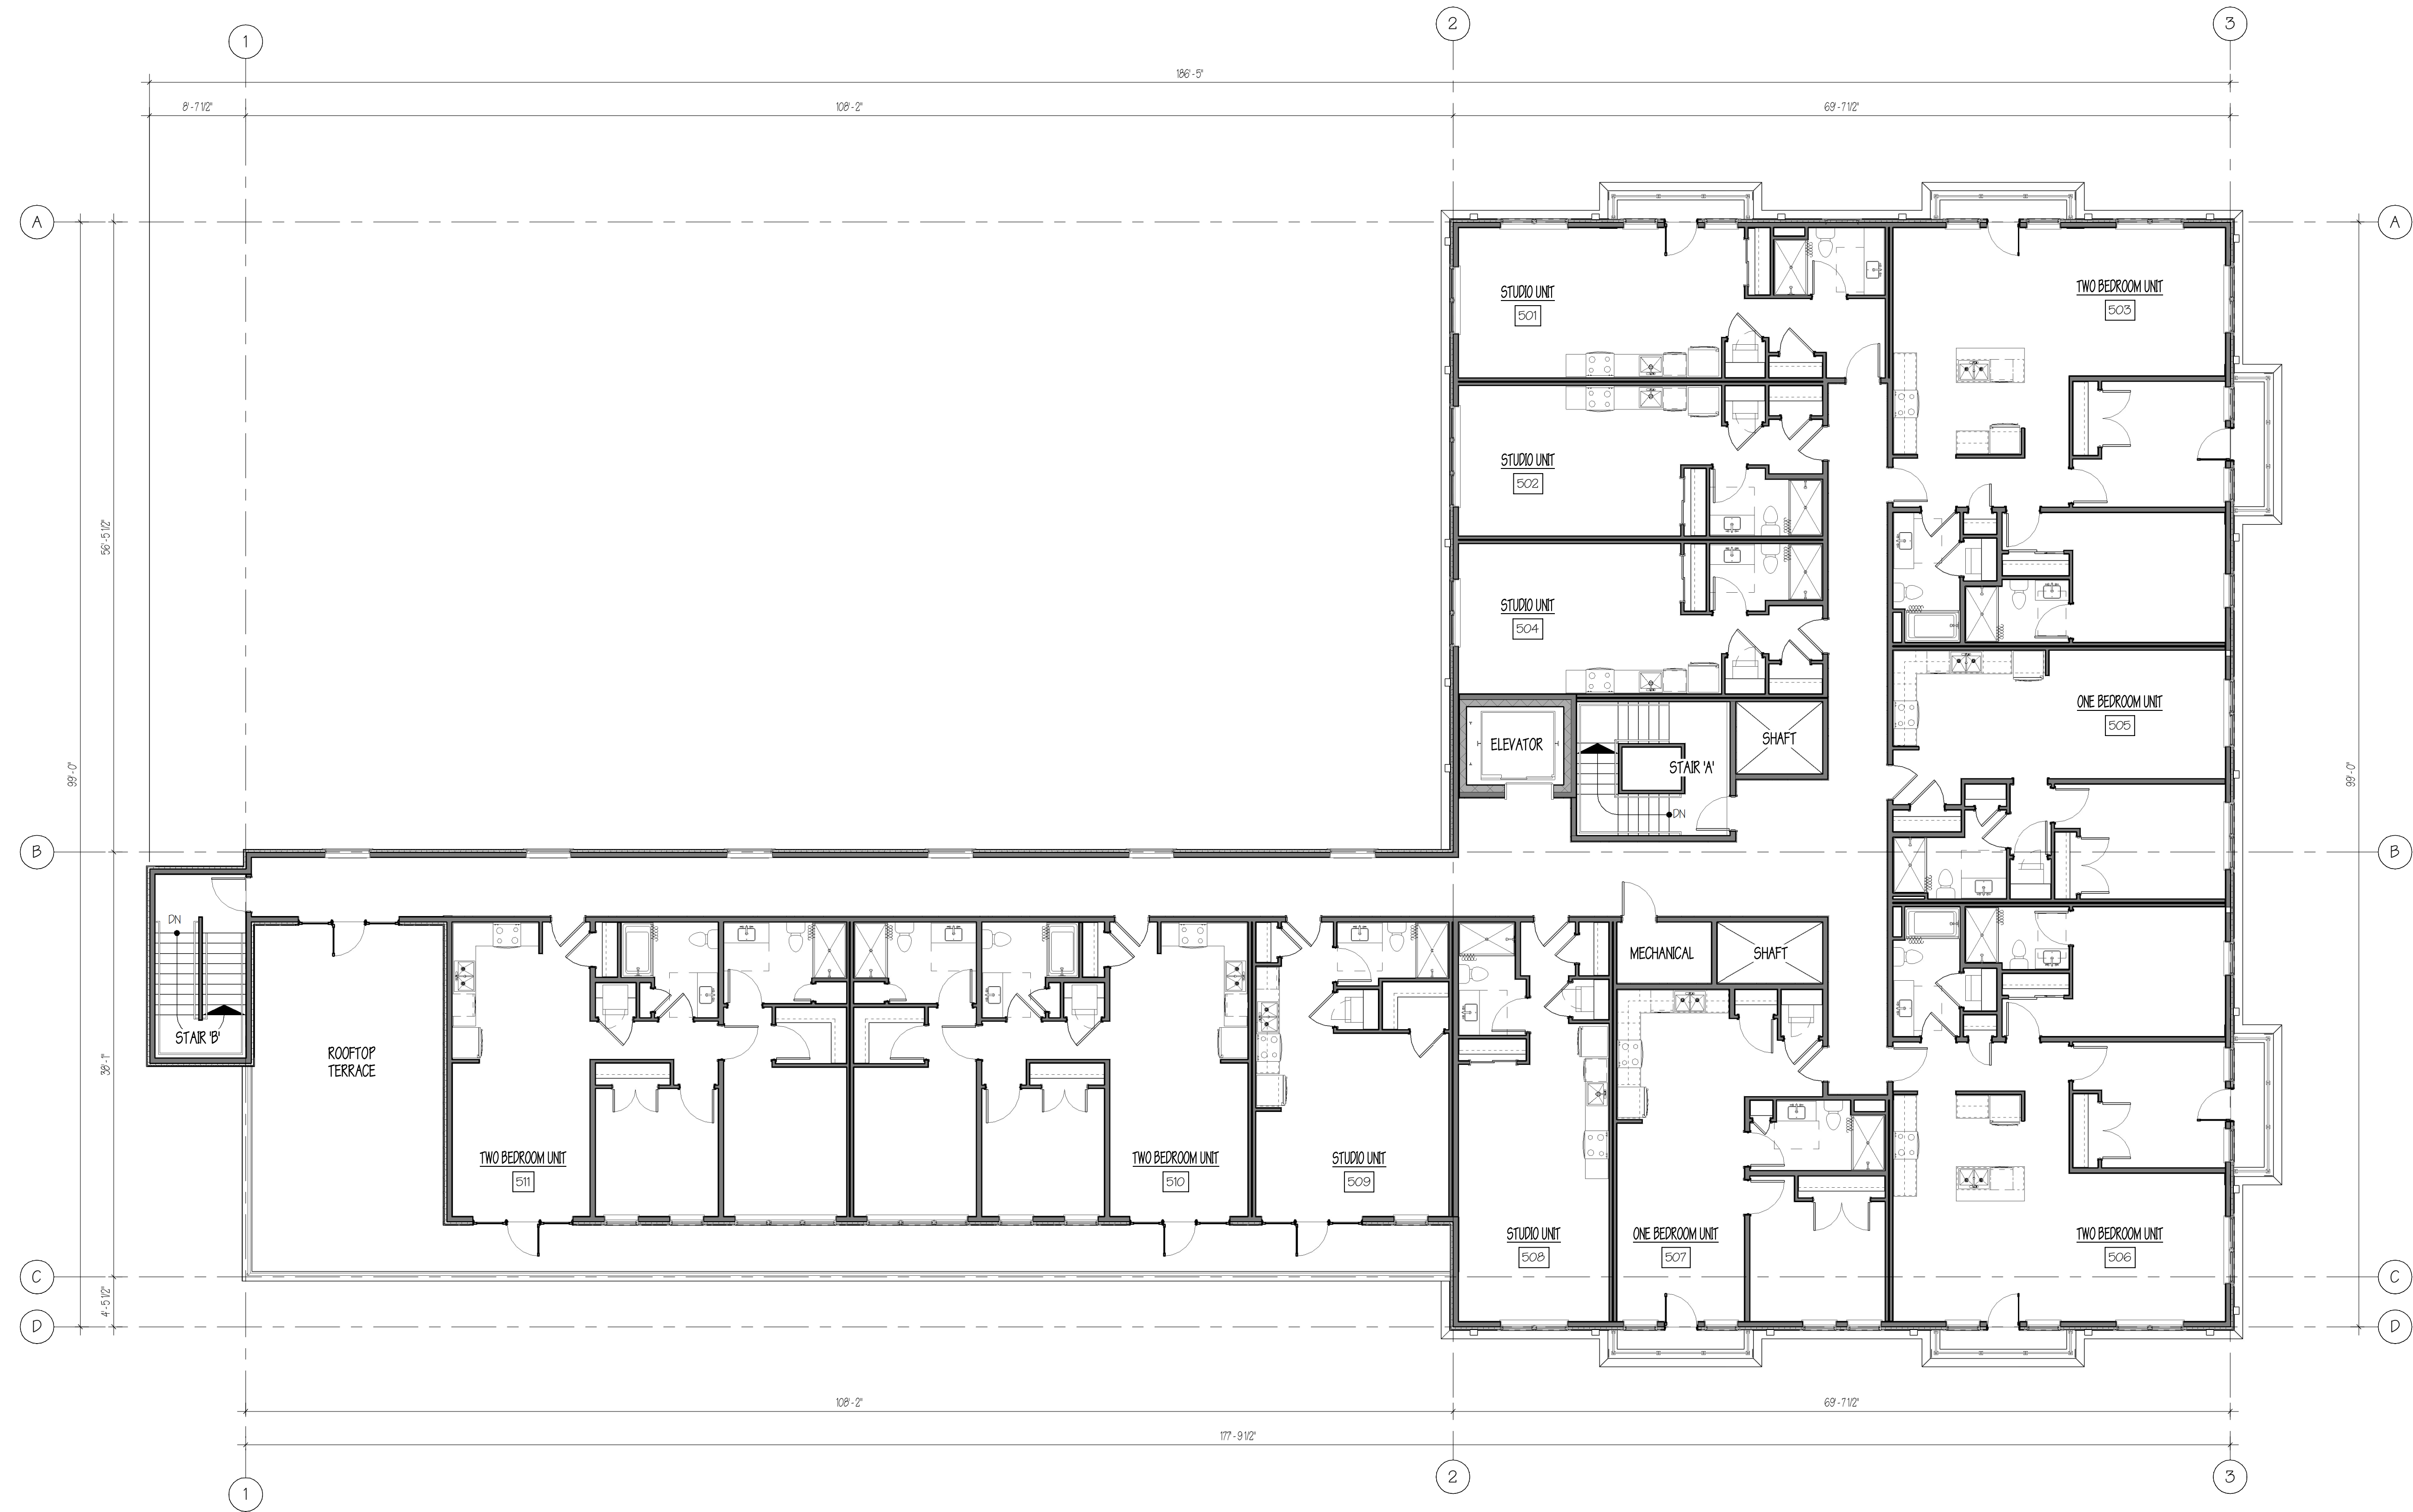 1
2
3
186'-5"
8'-7 1/2"
108'-2"
69'-7 1/2"
A
A
STUDIO UNIT
501
TWO BEDROOM UNIT
503
STUDIO UNIT
502
56'-5 1/2"
STUDIO UNIT
504
ONE BEDROOM UNIT
505
ELEVATOR
SHAFT
STAIR 'A'
DN
99'-0"
99'-0"
B
B
DN
STAIR 'B'
MECHANICAL
SHAFT
ROOFTOP
TERRACE
38'-1"
TWO BEDROOM UNIT
511
TWO BEDROOM UNIT
510
STUDIO UNIT
509
STUDIO UNIT
508
ONE BEDROOM UNIT
507
TWO BEDROOM UNIT
506
C
C
4'-5 1/2"
D
D
108'-2"
69'-7 1/2"
177'-9 1/2"
1
2
3